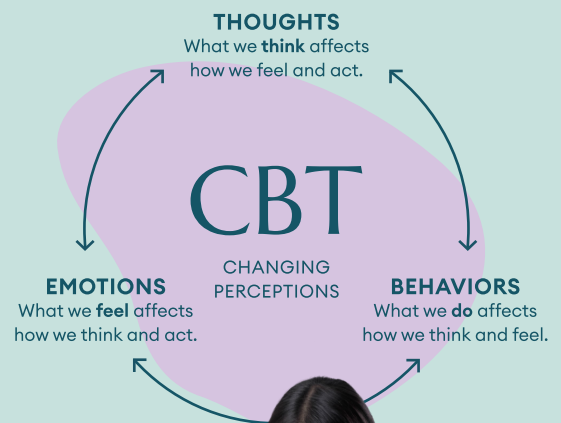 THOUGHTS
What we think affects
how we feel and act.
CBT
CHANGING
PERCEPTIONS
EMOTIONS
What we feel affects
how we think and act.
BEHAVIORS
What we do affects
how we think and feel.